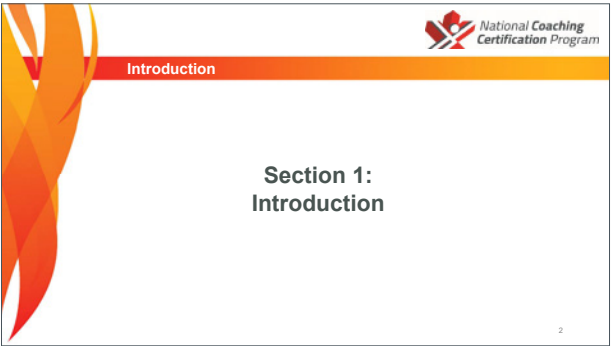 National Coaching
Certification Program
Introduction
Section 1:
Introduction
2